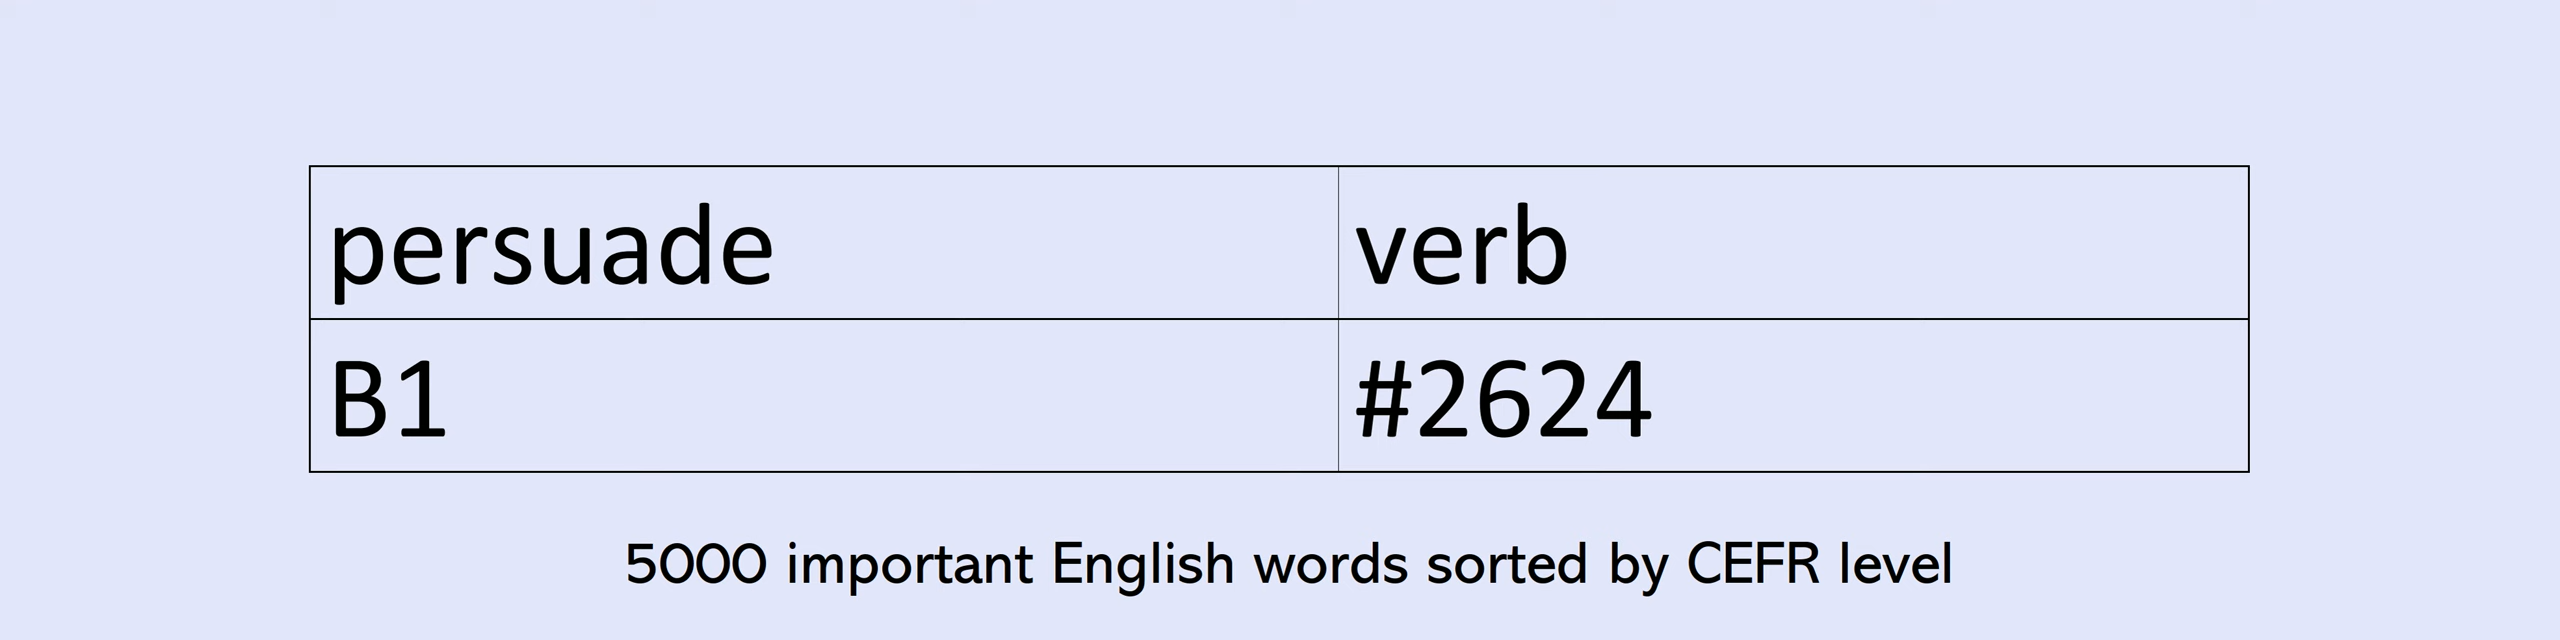 persuade verb
B1 #2624
5000 important English words sorted by CEFR level